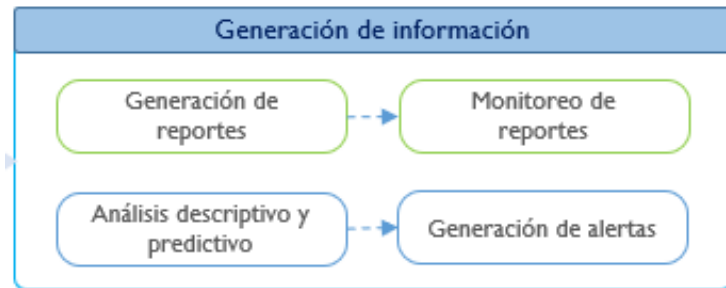 Generación de información
Generación de
reportes
Monitoreo de
reportes
Análisis descriptivo y
predictivo
Generación de alertas